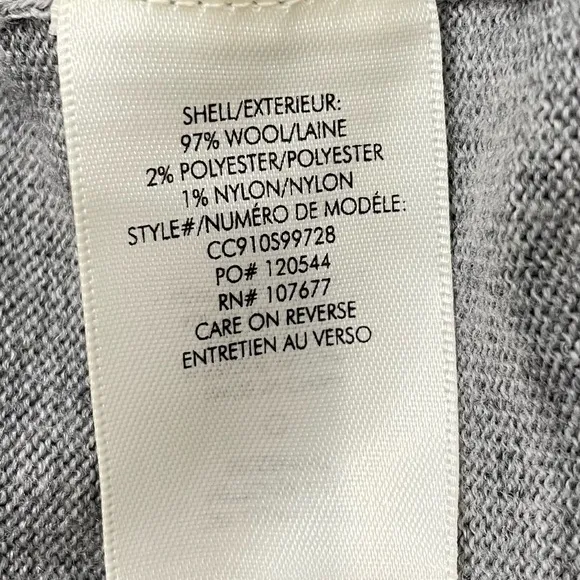 SHELL/EXTERIEUR:
97% WOOL/LAINE
2% POLYESTER/POLYESTER
1% NYLON/NYLON
STYLE#/NUMÉRO DE MODÉLE:
CC910S99728
PO# 120544
RN# 107677
CARE ON REVERSE
ENTRETIEN AU VERSO